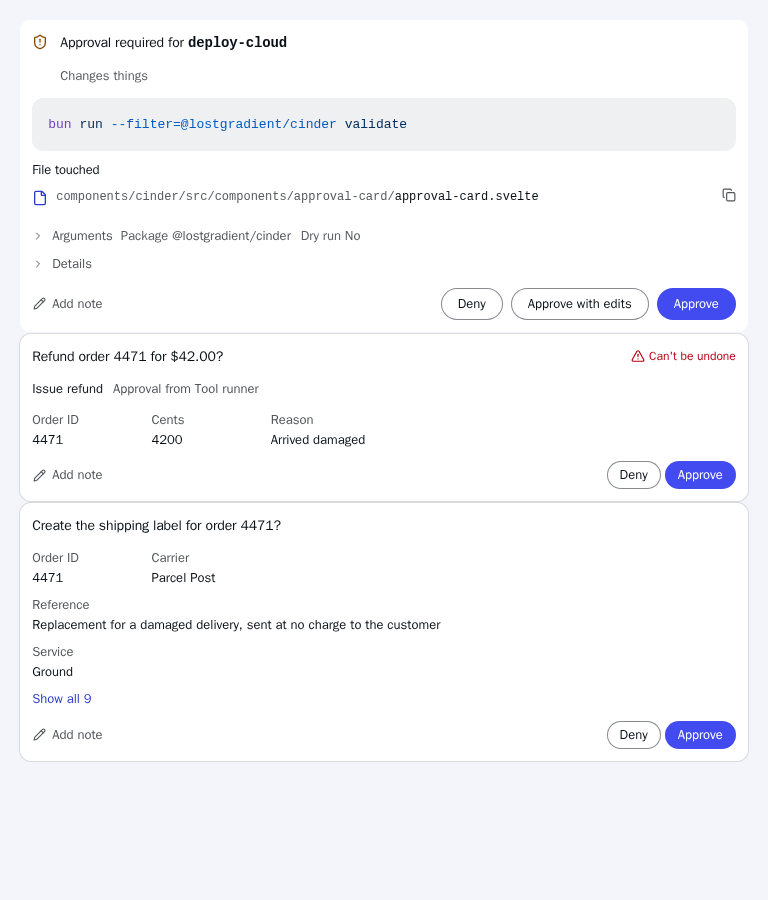 Approval required for deploy-cloud
Changes things
bun run --filter=@lostgradient/cinder validate
File touched
components/cinder/src/components/approval-card/approval-card.svelte
Arguments Package @lostgradient/cinder Dry run No
Details
Add note Deny Approve with edits Approve
Refund order 4471 for $42.00? Can't be undone
Issue refund Approval from Tool runner
Order ID Cents Reason
4471 4200 Arrived damaged
Add note Deny Approve
Create the shipping label for order 4471?
Order ID Carrier
4471 Parcel Post
Reference
Replacement for a damaged delivery, sent at no charge to the customer
Service
Ground
Show all 9
Add note Deny Approve